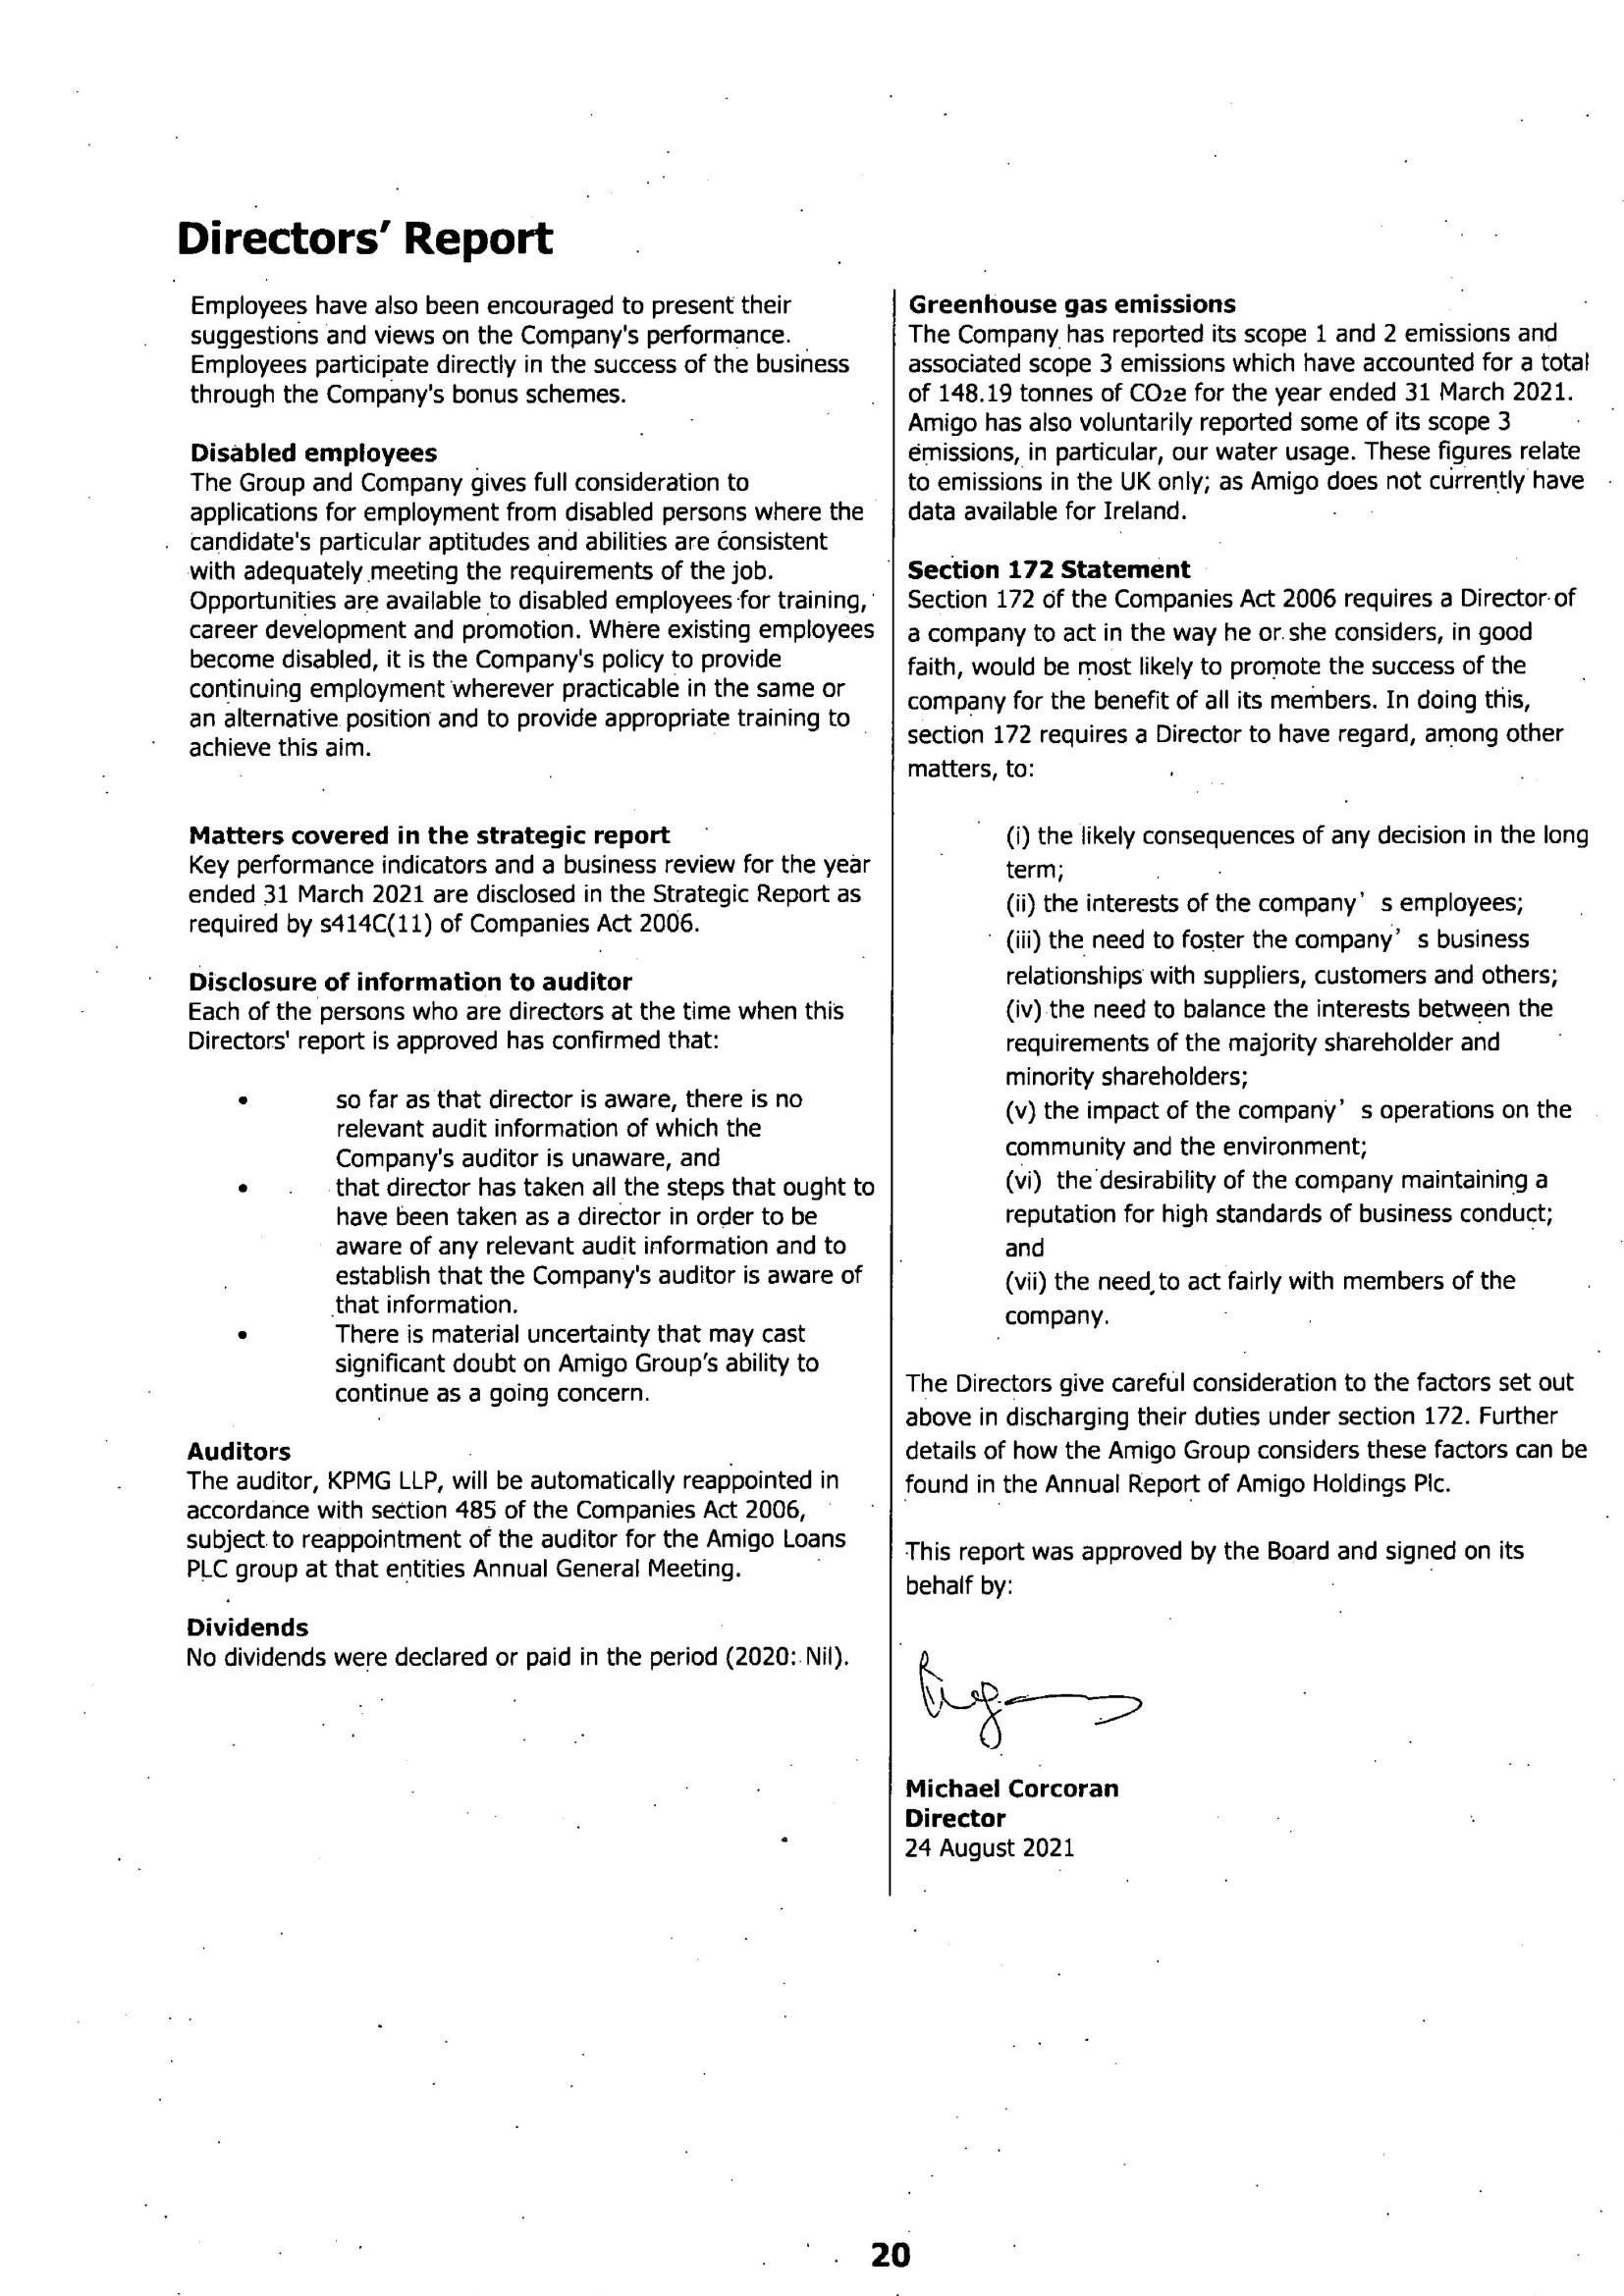 Directors’ Report
Employees have also been encouraged to present their
suggestions and views on the Company's performance.
Employees participate directly in the success of the business
through the Company's bonus schemes.
Disabled employees
The Group and Company gives full consideration to
applications for employment from disabled persons where the
candidate's particular aptitudes and abilities are consistent
with adequately meeting the requirements of the job.
Opportunities are available to disabled employees for training,
career development and promotion. Where existing employees
become disabled, it is the Company's policy to provide
continuing employment wherever practicable in the same or
an alternative position and to provide appropriate training to
achieve this aim.
Matters covered in the strategic report
Key performance indicators and a business review for the year
ended 31 March 2021 are disclosed in the Strategic Report as
required by s414C(11) of Companies Act 2006.
Disclosure of information to auditor
Each of the persons who are directors at the time when this
Directors' report is approved has confirmed that:
• so far as that director is aware, there is no
relevant audit information of which the
Company's auditor is unaware, and
• that director has taken all the steps that ought to
have been taken as a director in order to be
aware of any relevant audit information and to
establish that the Company's auditor is aware of
that information.
• There is material uncertainty that may cast
significant doubt on Amigo Group’s ability to
continue as a going concern.
Auditors
The auditor, KPMG LLP, will be automatically reappointed in
accordance with section 485 of the Companies Act 2006,
subject to reappointment of the auditor for the Amigo Loans
PLC group at that entities Annual General Meeting.
Dividends
No dividends were declared or paid in the period (2020: Nil).
Greenhouse gas emissions
The Company has reported its scope 1 and 2 emissions and
associated scope 3 emissions which have accounted for a total
of 148.19 tonnes of CO₂e for the year ended 31 March 2021.
Amigo has also voluntarily reported some of its scope 3
emissions, in particular, our water usage. These figures relate
to emissions in the UK only; as Amigo does not currently have
data available for Ireland.
Section 172 Statement
Section 172 of the Companies Act 2006 requires a Director of
a company to act in the way he or she considers, in good
faith, would be most likely to promote the success of the
company for the benefit of all its members. In doing this,
section 172 requires a Director to have regard, among other
matters, to:
(i) the likely consequences of any decision in the long
term;
(ii) the interests of the company’ s employees;
(iii) the need to foster the company’ s business
relationships with suppliers, customers and others;
(iv) the need to balance the interests between the
requirements of the majority shareholder and
minority shareholders;
(v) the impact of the company’ s operations on the
community and the environment;
(vi) the desirability of the company maintaining a
reputation for high standards of business conduct;
and
(vii) the need to act fairly with members of the
company.
The Directors give careful consideration to the factors set out
above in discharging their duties under section 172. Further
details of how the Amigo Group considers these factors can be
found in the Annual Report of Amigo Holdings Plc.
This report was approved by the Board and signed on its
behalf by:
Michael Corcoran
Director
24 August 2021
20